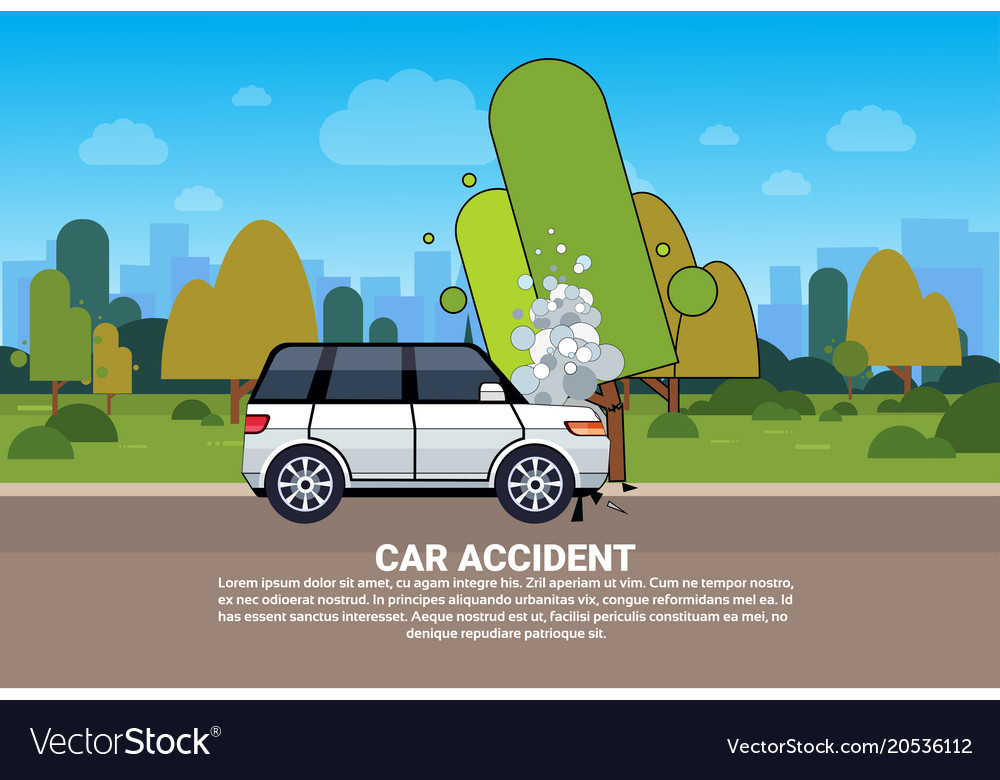 CAR ACCIDENT
Lorem ipsum dolor sit amet, cu agam integre his. Zril aperiam ut vim. Cum ne tempor nostro,
ex nec odioerat nostrud. In principes aliquando urbanitas vix, congue reformidans mel ea. Id
has essent sanctus interesset. Aeque nostrud est ut, facilisi periculis constituam ea mei, no
denique repudiare patrioque sit.
VectorStock®
VectorStock.com/20536112